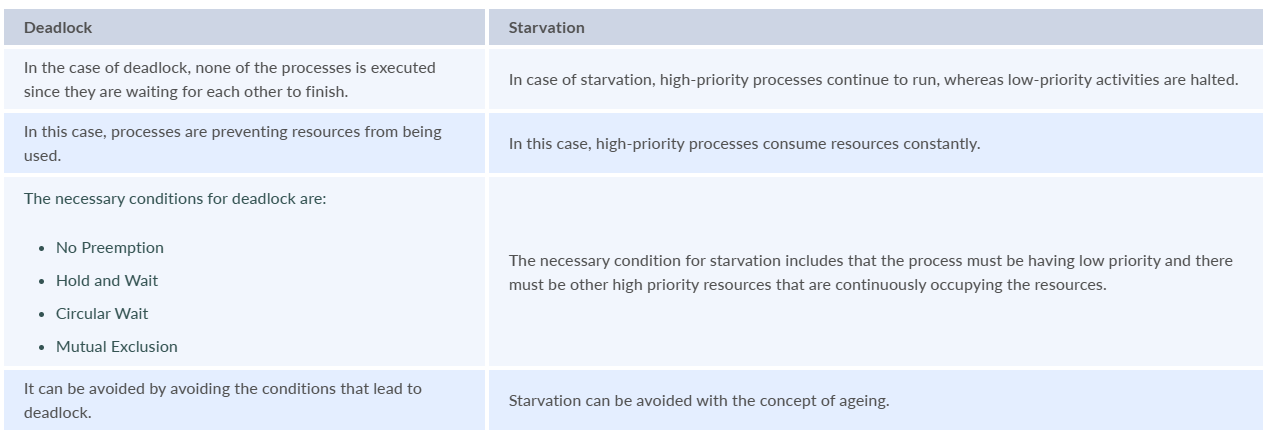 Deadlock
Starvation
In the case of deadlock, none of the processes is executed
since they are waiting for each other to finish.
In case of starvation, high-priority processes continue to run, whereas low-priority activities are halted.
In this case, processes are preventing resources from being
used.
In this case, high-priority processes consume resources constantly.
The necessary conditions for deadlock are:
• No Preemption
• Hold and Wait
• Circular Wait
• Mutual Exclusion
The necessary condition for starvation includes that the process must be having low priority and there
must be other high priority resources that are continuously occupying the resources.
It can be avoided by avoiding the conditions that lead to
deadlock.
Starvation can be avoided with the concept of ageing.